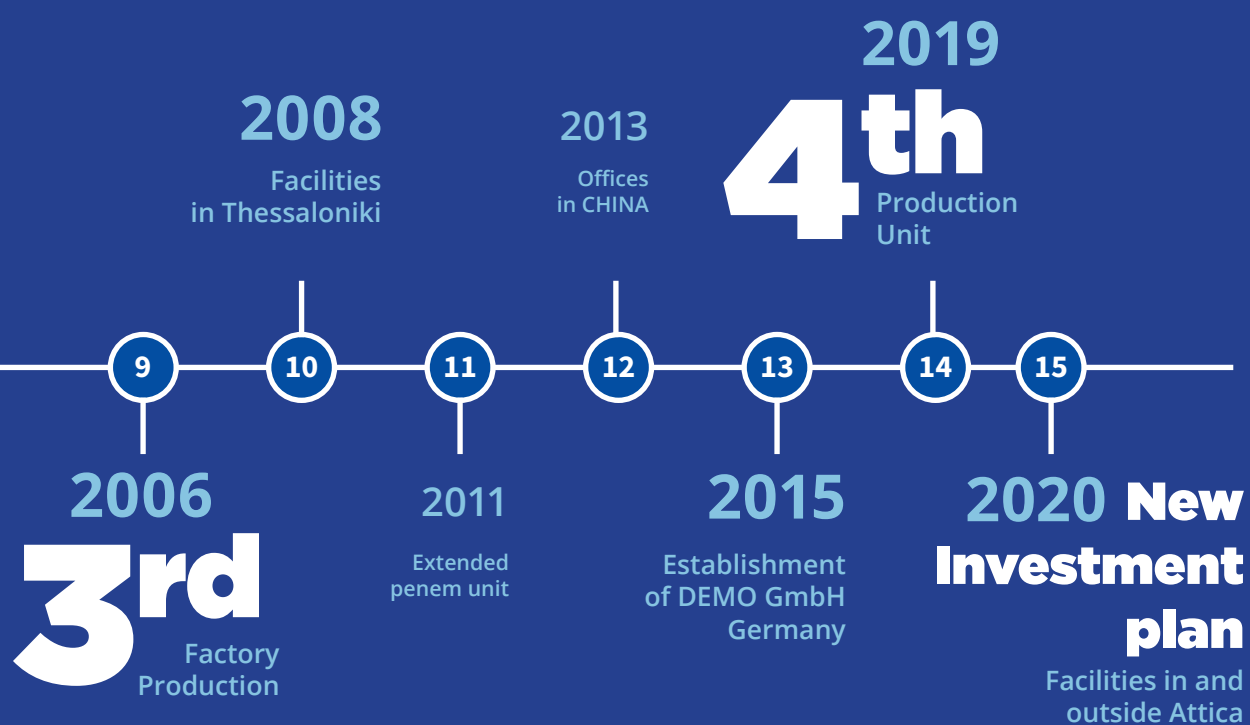 2019
4th
Production
Unit
2008
Facilities
in Thessaloniki
2013
Offices
in CHINA
9
10
11
12
13
14
15
2006
3rd
Factory
Production
2011
Extended
penem unit
2015
Establishment
of DEMO GmbH
Germany
2020 New
Investment
plan
Facilities in and
outside Attica